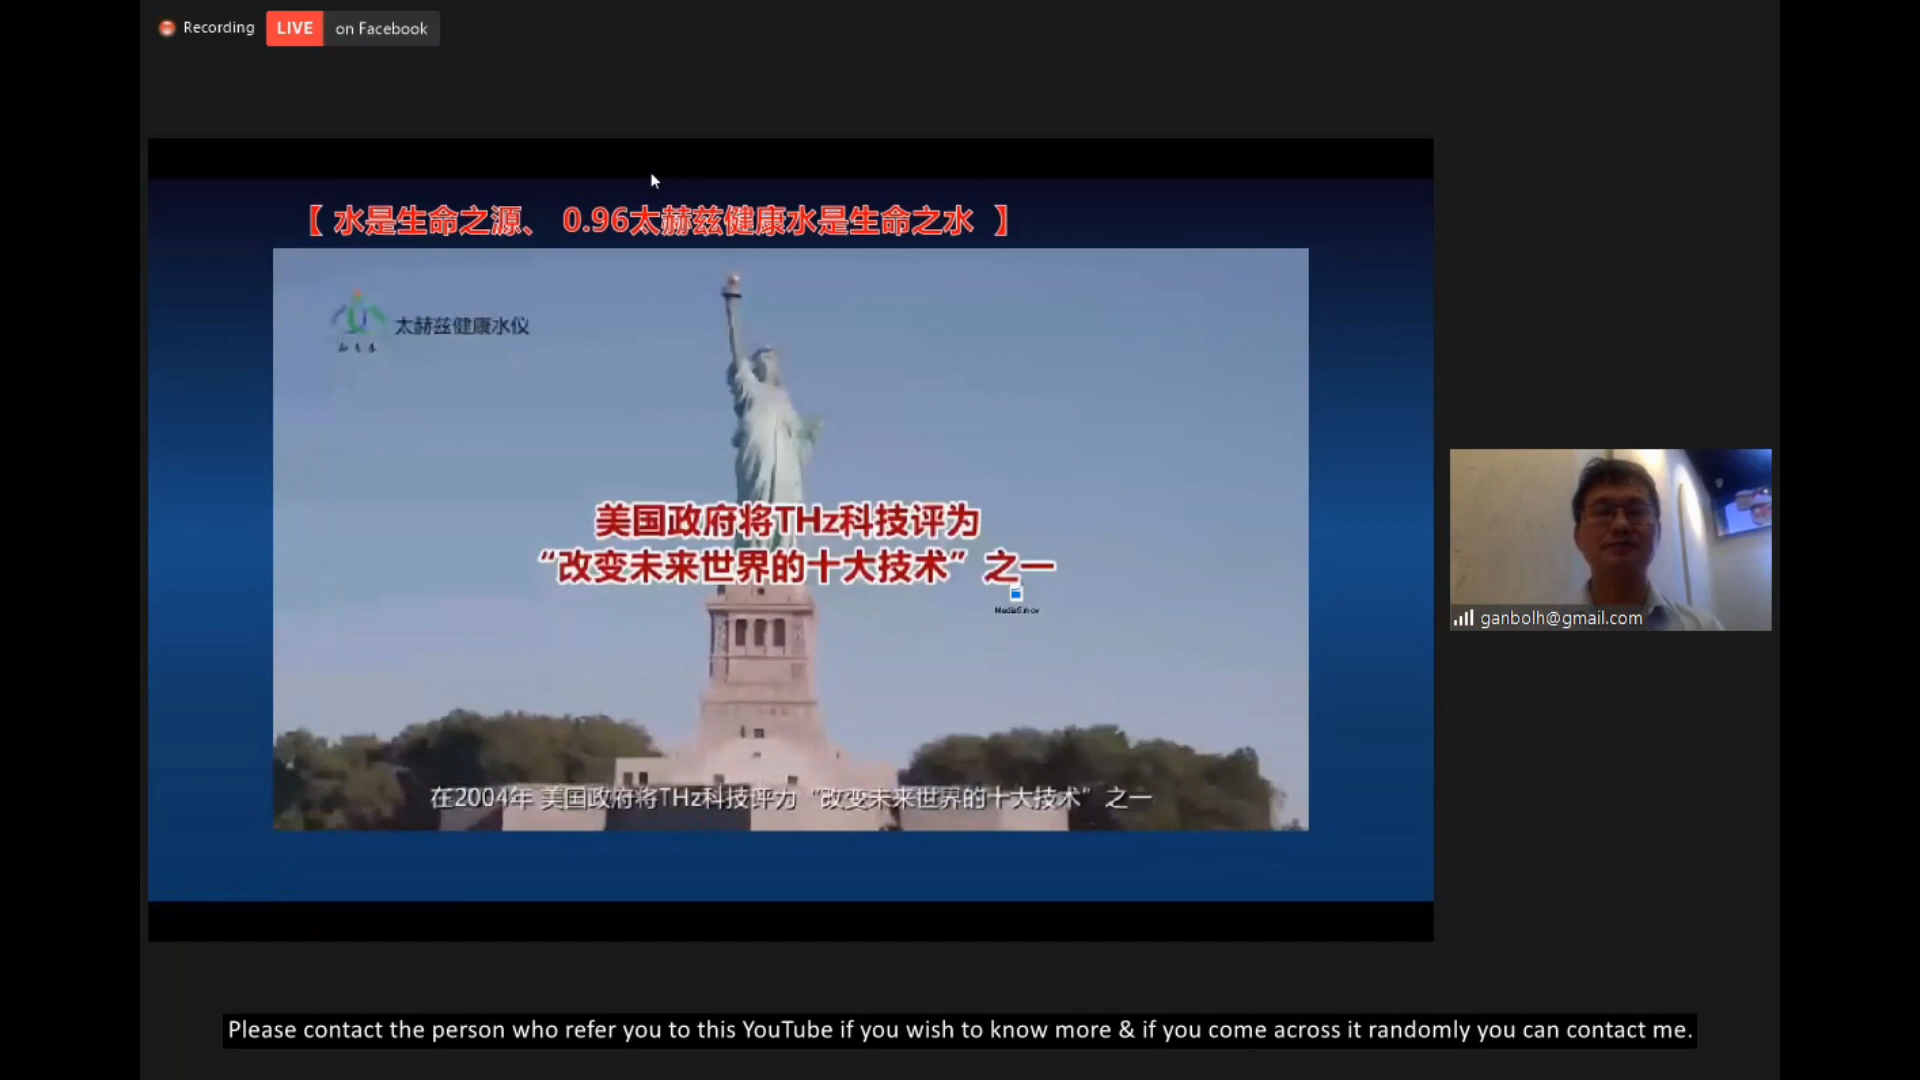 Recording LIVE on Facebook
【 水是生命之源、 0.96太赫兹健康水是生命之水 】
太赫兹健康水仪
美国政府将THz科技评为
“改变未来世界的十大技术”之一
Media6.mov
在2004年 美国政府将THz科技评为“改变未来世界的十大技术”之一
ganbolh@gmail.com
Please contact the person who refer you to this YouTube if you wish to know more & if you come across it randomly you can contact me.